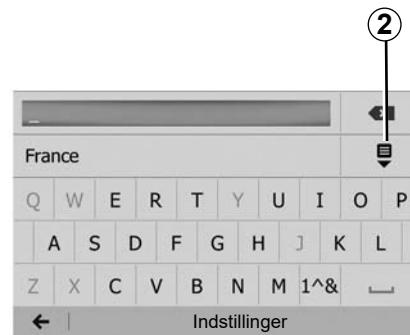 2
_
France
Q W E R T Y U I O P
A S D F G H J K L
Z X C V B N M 1^&
Indstillinger